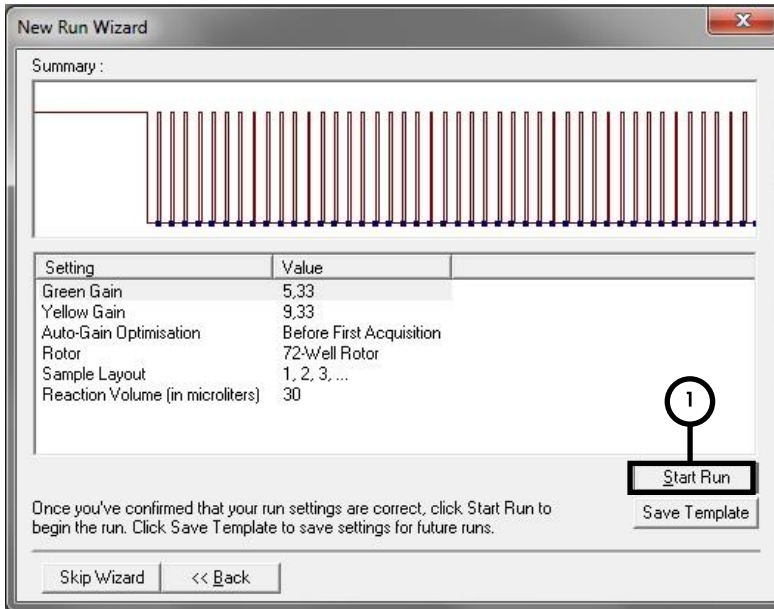 New Run Wizard
Summary :
Setting Value
Green Gain 5,33
Yellow Gain 9,33
Auto-Gain Optimisation Before First Acquisition
Rotor 72-Well Rotor
Sample Layout 1, 2, 3, ...
Reaction Volume (in microliters) 30
1
Start Run
Once you've confirmed that your run settings are correct, click Start Run to
begin the run. Click Save Template to save settings for future runs.
Save Template
Skip Wizard << Back